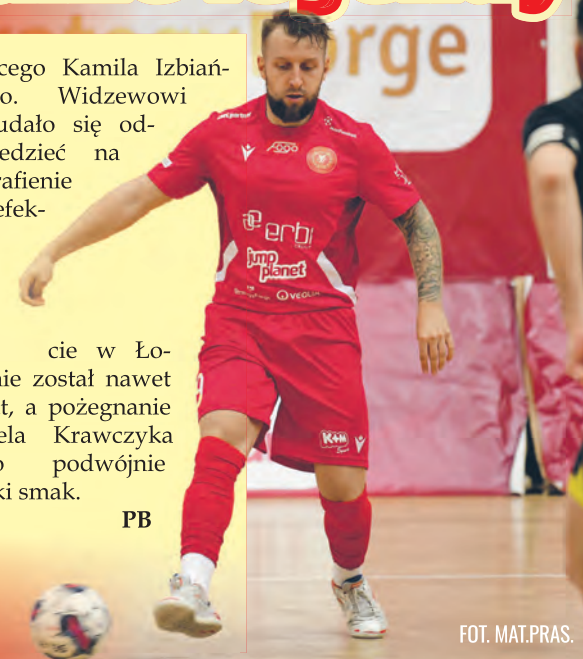 orge
cego Kamila Izbiań-
o. Widzewowi
udało się od-
edzieć na
rafienie
efek-
erbi
jump
planet
VEOLIA
cie w Ło-
nie został nawet
t, a pożegnanie
ela Krawczyka
o podwójnie
ki smak.
PB
K+M
FOT. MAT.PRAS.